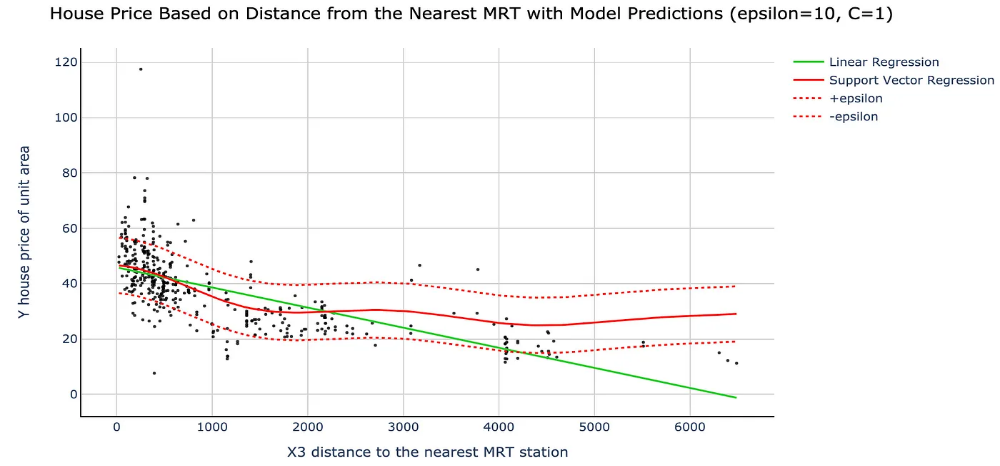 House Price Based on Distance from the Nearest MRT with Model Predictions (epsilon=10, C=1)
Linear Regression
Support Vector Regression
+epsilon
-epsilon
Y house price of unit area
120
100
80
60
40
20
0
0 1000 2000 3000 4000 5000 6000
X3 distance to the nearest MRT station